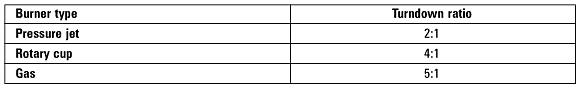 Burner type Turndown ratio
Pressure jet 2:1
Rotary cup 4:1
Gas 5:1